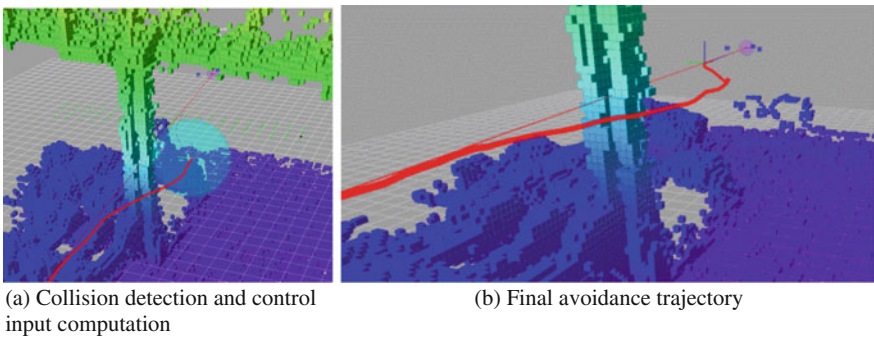 (a) Collision detection and control
input computation
(b) Final avoidance trajectory